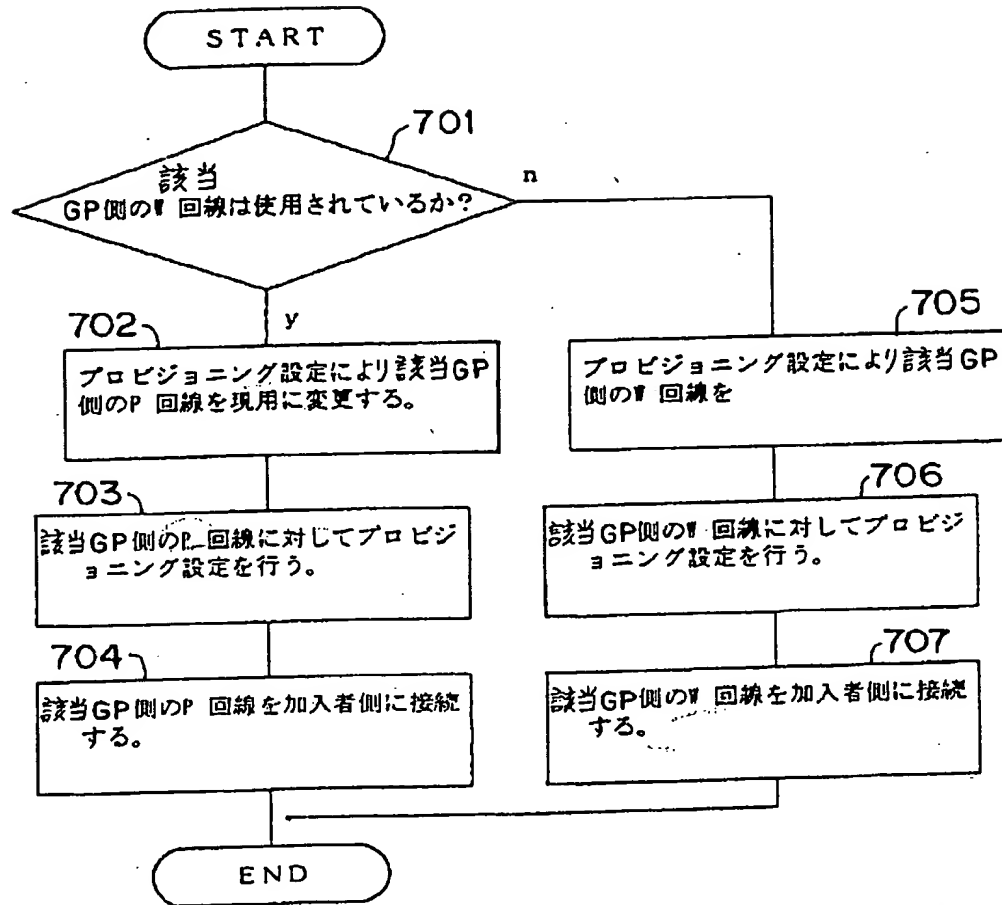 START
701
該当
GP側のW 回線は使用されているか?
n
y
702
プロビジョニング設定により該当GP
側のP 回線を現用に変更する。
703
該当GP側のP 回線に対じてプロビジ
ョニング設定を行う。
704
該当GP側のP 回線を加入者側に接続
する。
705
プロビジョニング設定により該当GP
側のW 回線を
706
該当GP側のW 回線に対してプロビジ
ョニング設定を行う。
707
該当GP側のW 回線を加入者側に接続
する。
END